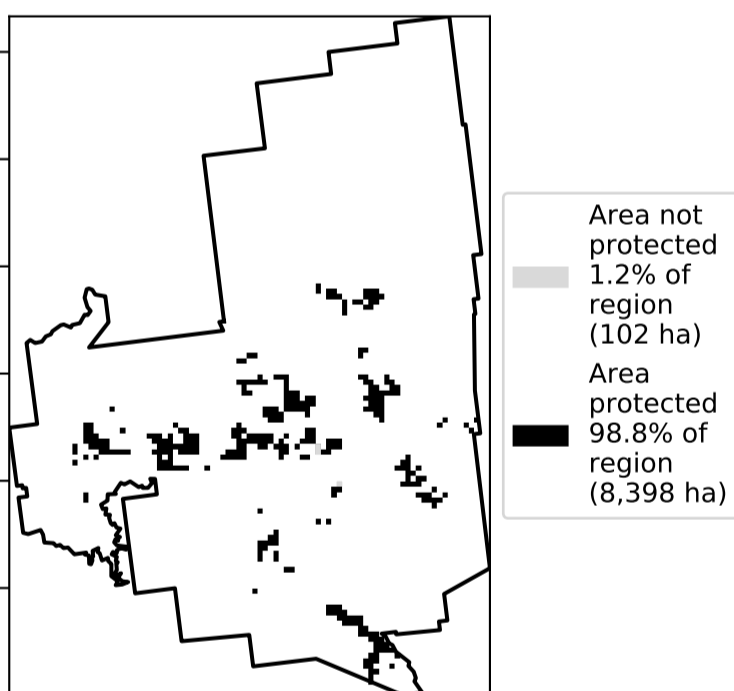 Area not
protected
1.2% of
region
(102 ha)
Area
protected
98.8% of
region
(8,398 ha)